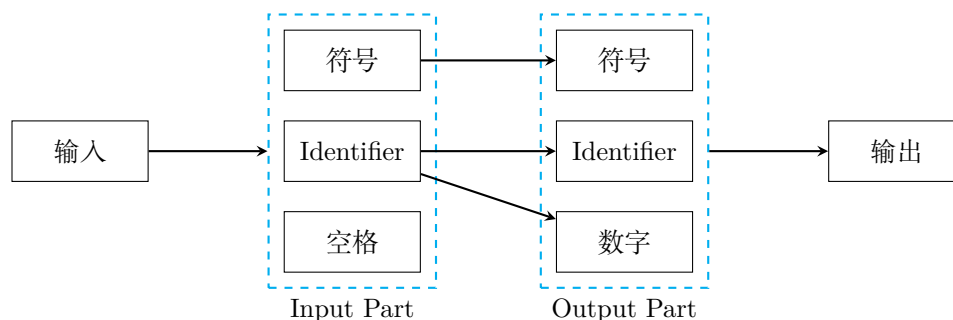 符号
符号
输入
Identifier
Identifier
输出
空格
数字
Input Part
Output Part